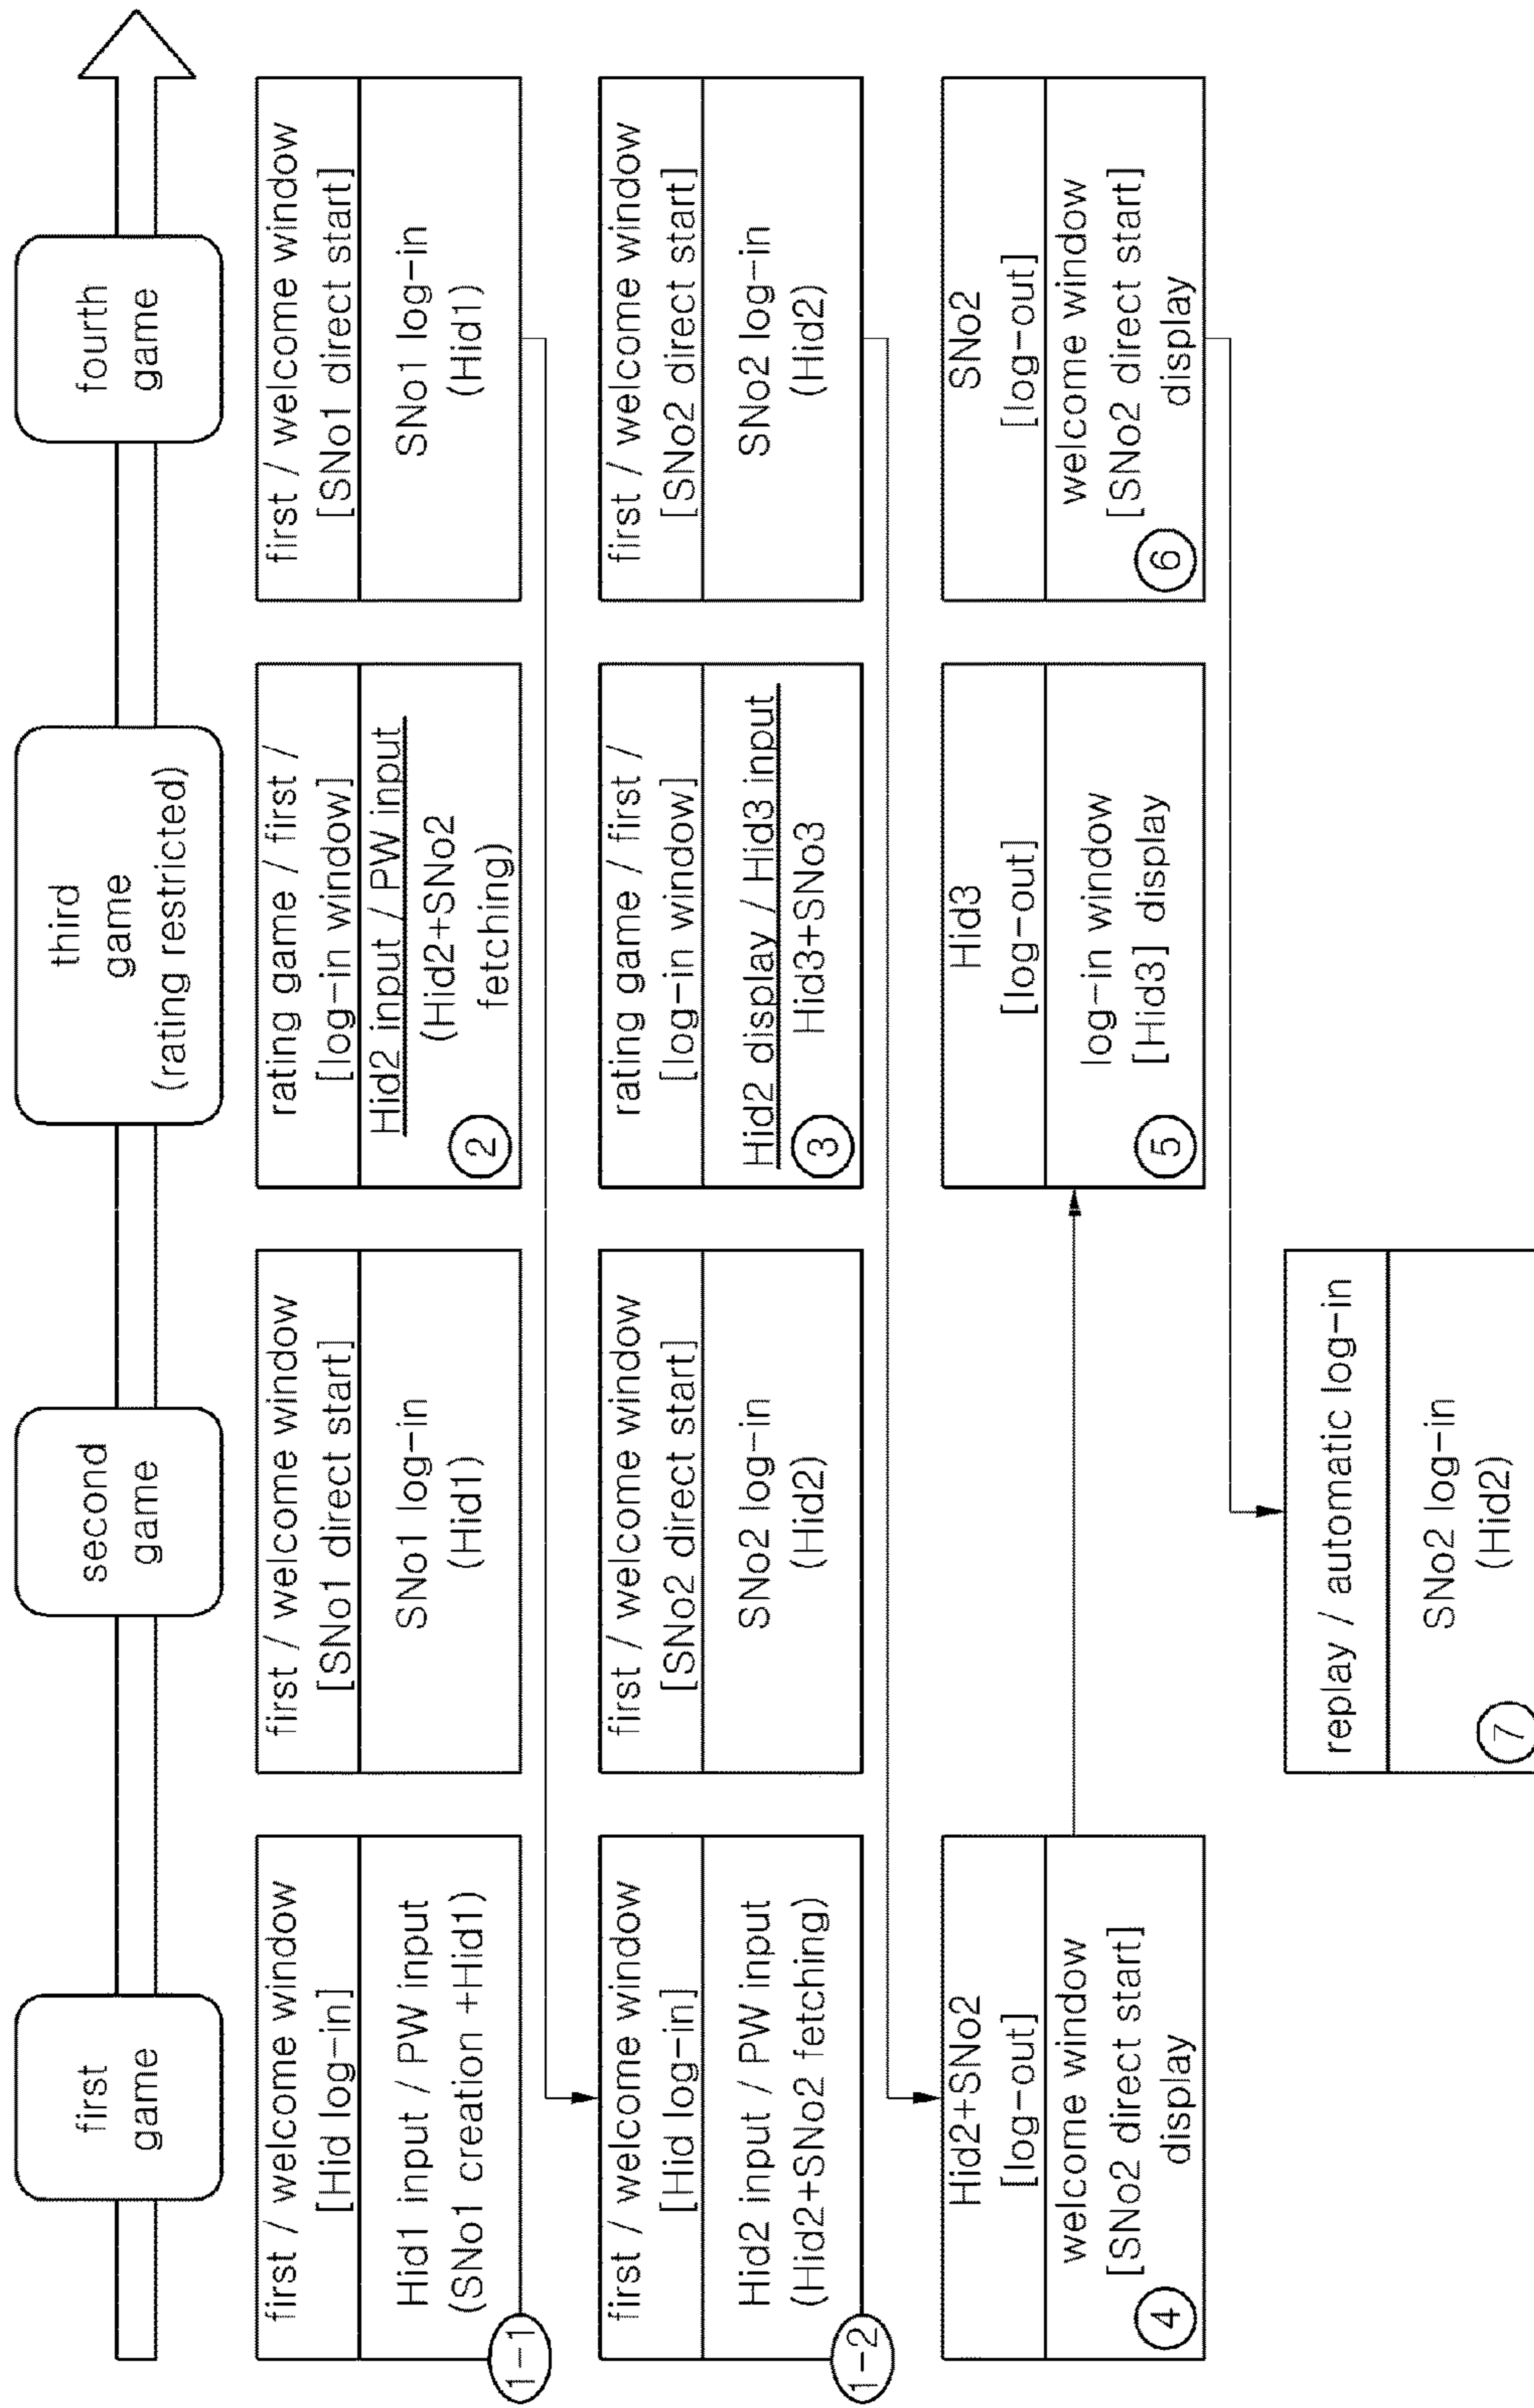 first
game
second
game
third
game
(rating restricted)
fourth
game
first / welcome window
[Hid log-in]
Hid1 input / PW input
(SNo1 creation +Hid1)
1-1
first / welcome window
[SNo1 direct start]
SNo1 log-in
(Hid1)
rating game / first /
[log-in window]
Hid2 input / PW input
(Hid2+SNo2
fetching)
2
first / welcome window
[SNo1 direct start]
SNo1 log-in
(Hid1)
first / welcome window
[Hid log-in]
Hid2 input / PW input
(Hid2+SNo2 fetching)
1-2
first / welcome window
[SNo2 direct start]
SNo2 log-in
(Hid2)
rating game / first /
[log-in window]
Hid2 display / Hid3 input
Hid3+SNo3
3
first / welcome window
[SNo2 direct start]
SNo2 log-in
(Hid2)
Hid2+SNo2
[log-out]
welcome window
[SNo2 direct start]
display
4
Hid3
[log-out]
log-in window
[Hid3] display
5
SNo2
[log-out]
welcome window
[SNo2 direct start]
display
6
replay / automatic log-in
SNo2 log-in
(Hid2)
7